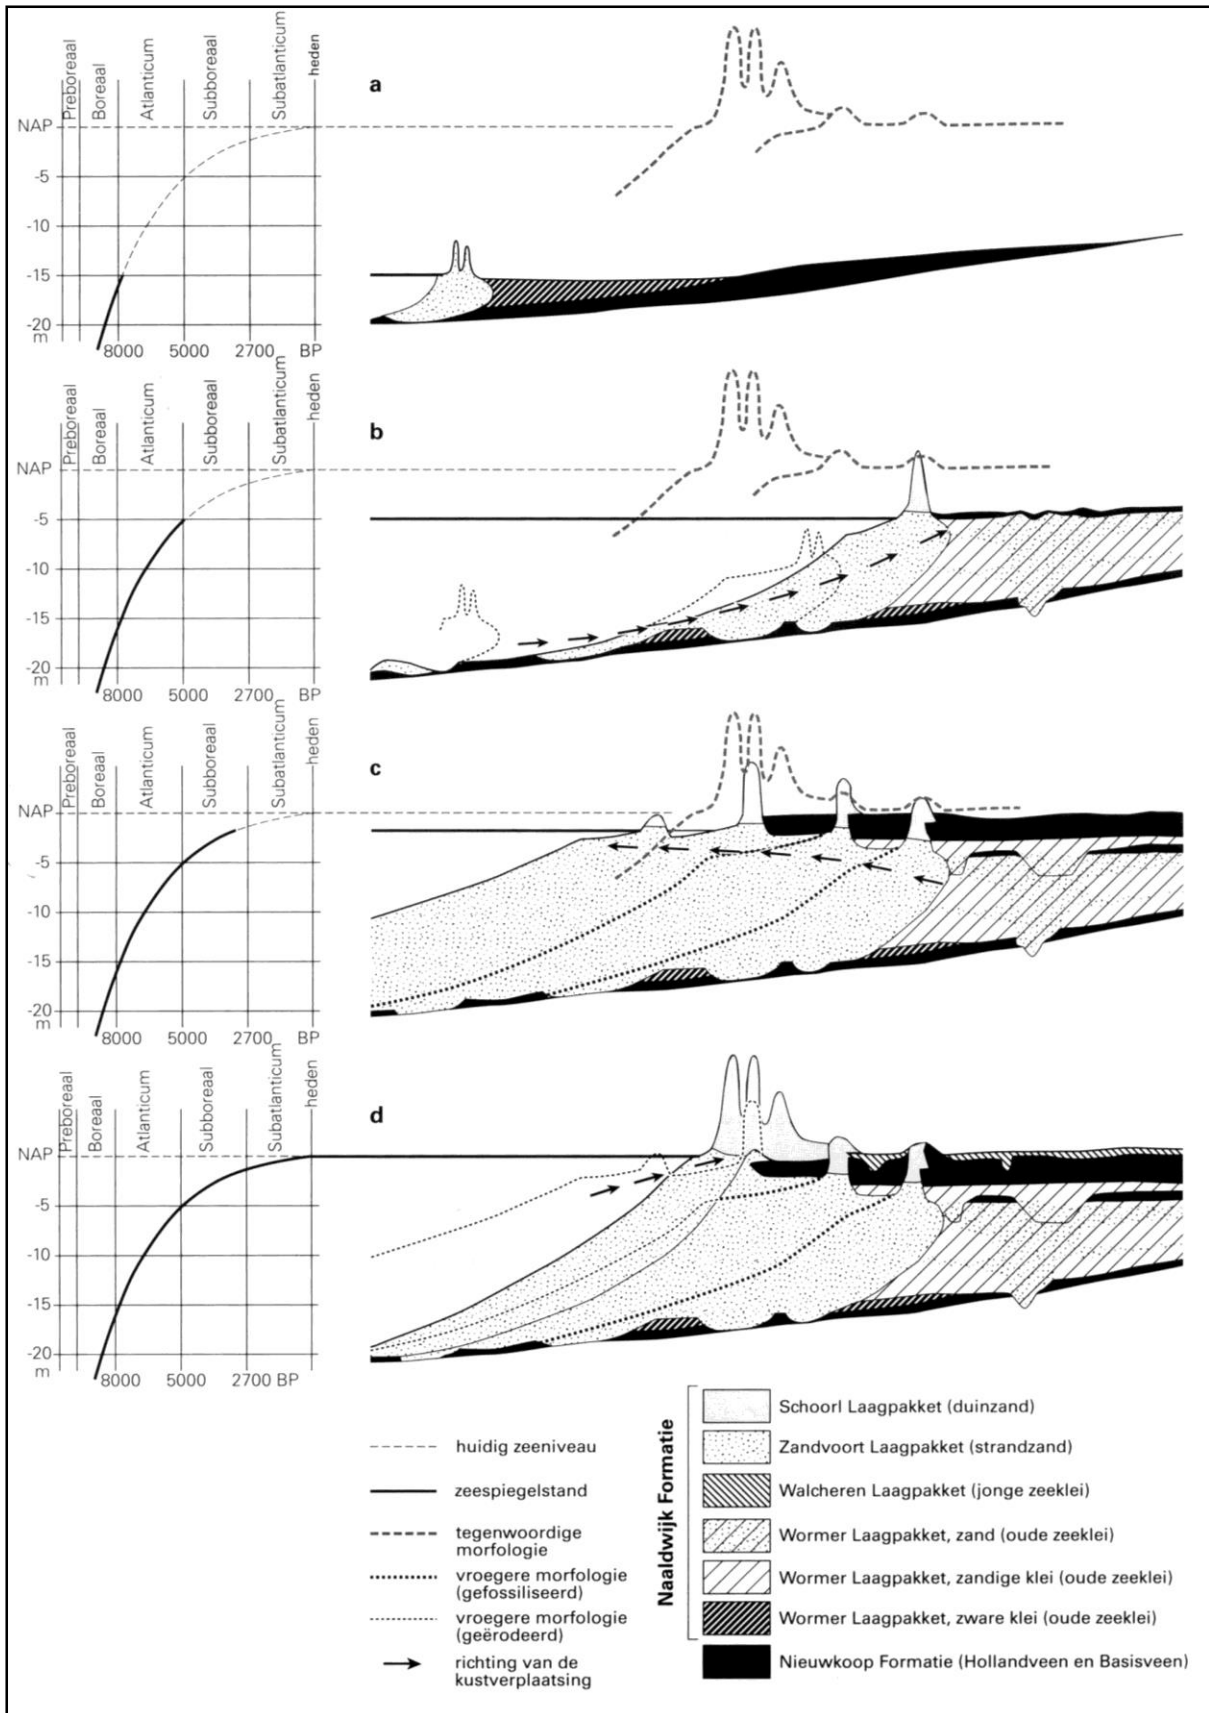 Preboreaal
Boreaal
Atlanticum
Subboreaal
Subatlanticum
heden
a
NAP
-5
-10
-15
-20
m
8000
5000
2700
BP
Preboreaal
Boreaal
Atlanticum
Subboreaal
Subatlanticum
heden
b
NAP
-5
-10
-15
-20
m
8000
5000
2700
BP
Preboreaal
Boreaal
Atlanticum
Subboreaal
Subatlanticum
heden
c
NAP
-5
-10
-15
-20
m
8000
5000
2700
BP
Preboreaal
Boreaal
Atlanticum
Subboreaal
Subatlanticum
heden
d
NAP
-5
-10
-15
-20
m
8000
5000
2700 BP
huidig zeeniveau
zeespiegelstand
tegenwoordige
morfologie
vroegere morfologie
(gefossiliseerd)
vroegere morfologie
(geërodeerd)
richting van de
kustverplaatsing
Naaldwijk Formatie
Schoorl Laagpakket (duinzand)
Zandvoort Laagpakket (strandzand)
Walcheren Laagpakket (jonge zeeklei)
Wormer Laagpakket, zand (oude zeeklei)
Wormer Laagpakket, zandige klei (oude zeeklei)
Wormer Laagpakket, zware klei (oude zeeklei)
Nieuwkoop Formatie (Hollandveen en Basisveen)